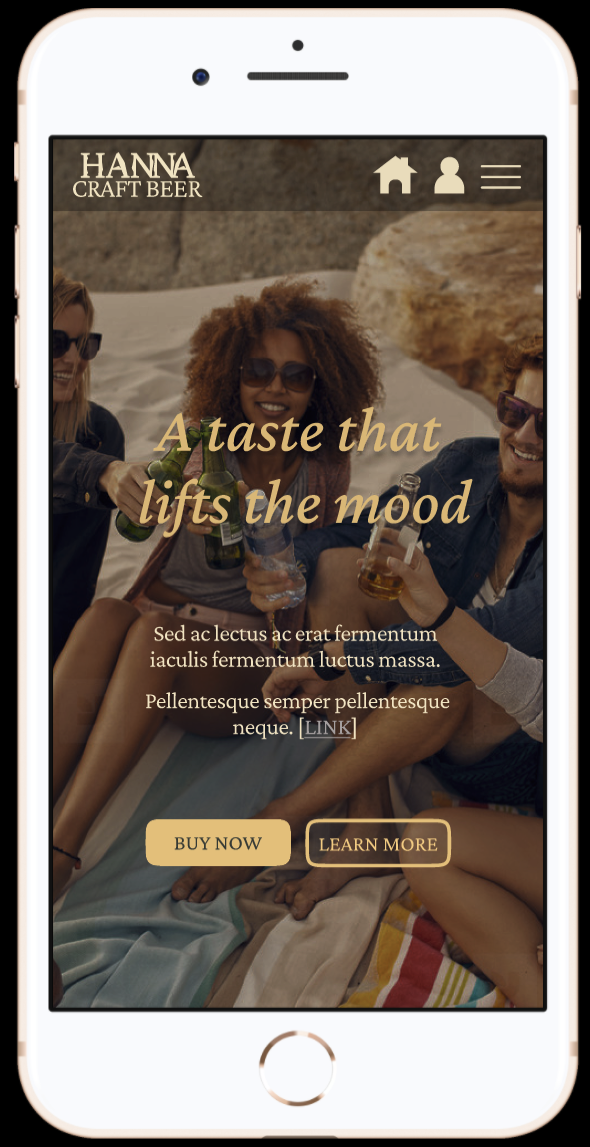 HANNA
CRAFT BEER
A taste that
lifts the mood
Sed ac lectus ac erat fermentum
iaculis fermentum luctus massa.
Pellentesque semper pellentesque
neque. [LINK]
BUY NOW
LEARN MORE